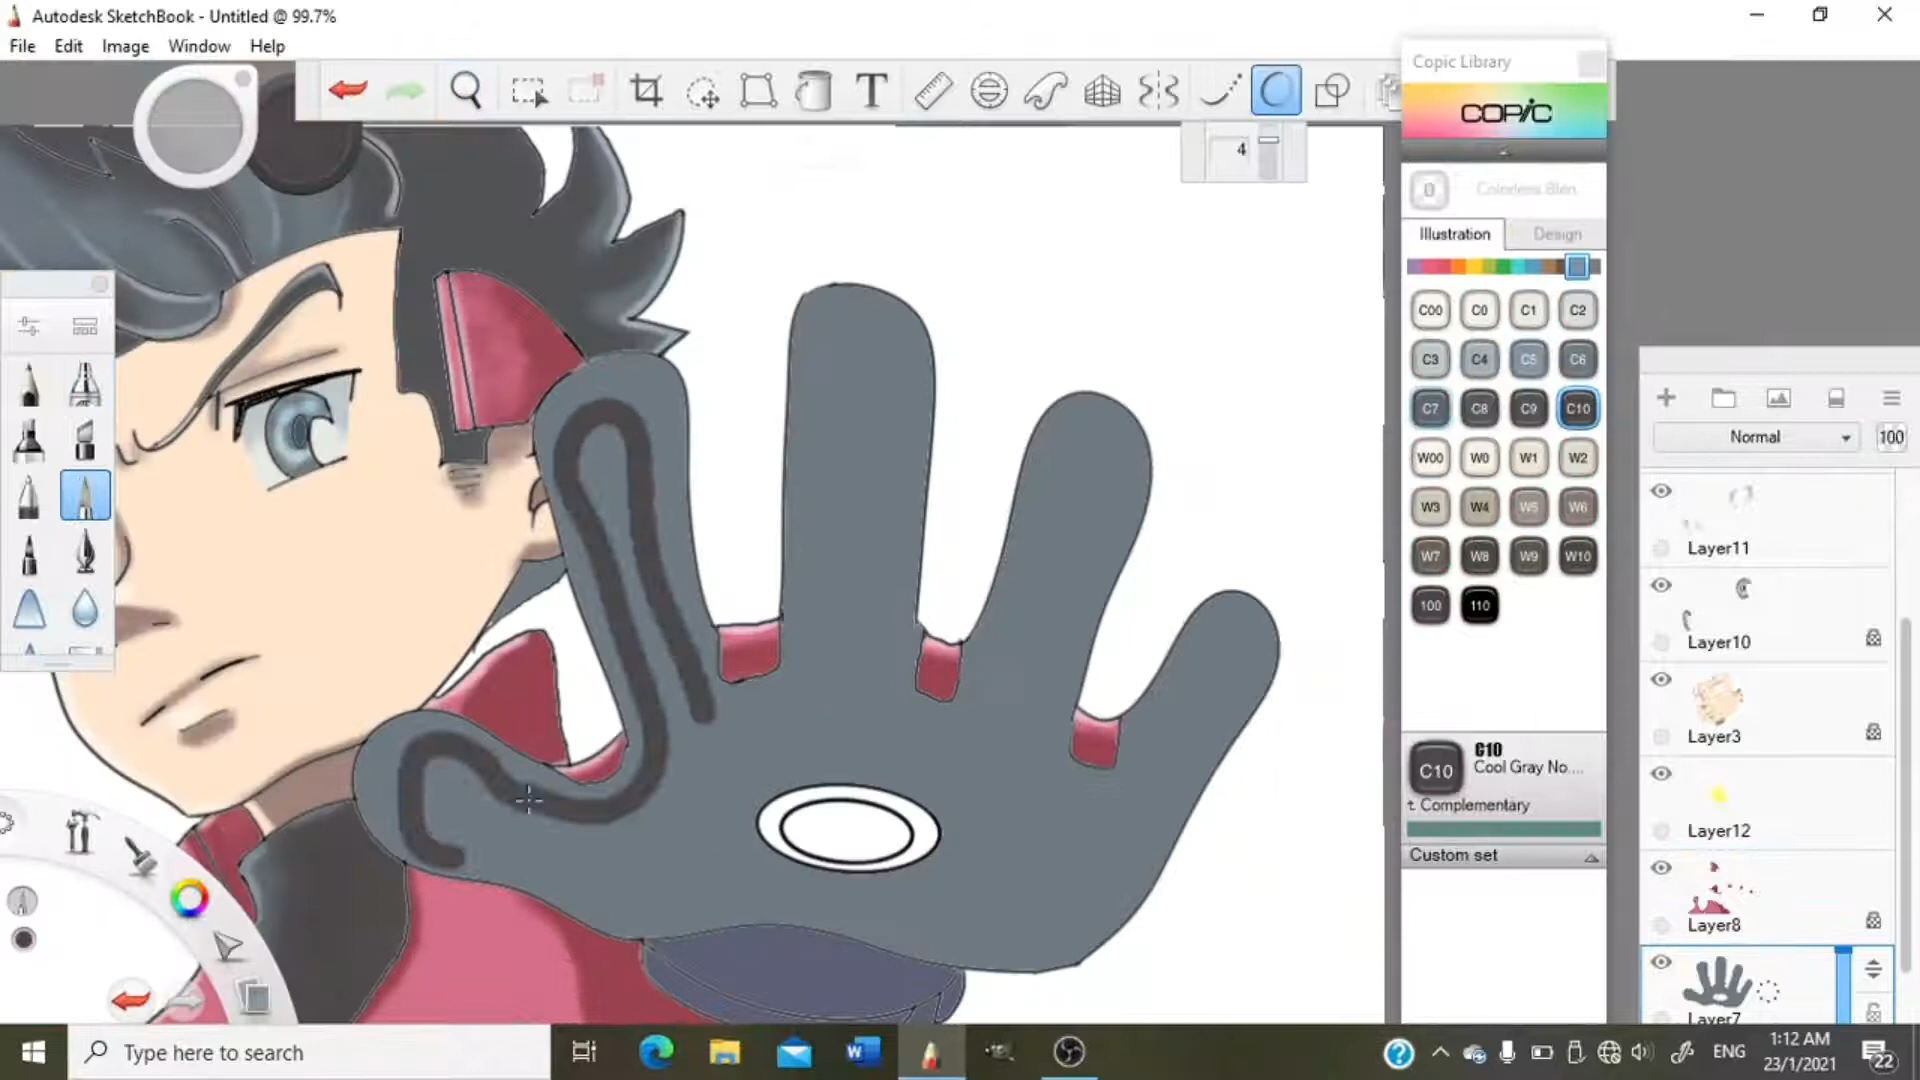 Autodesk SketchBook - Untitled @ 99.7%
File Edit Image Window Help
T
4
Copic Library
COPIC
0 Colorless Blen
Illustration Design
C00 C0 C1 C2
C3 C4 C5 C6
C7 C8 C9 C10
W00 W0 W1 W2
W3 W4 W5 W6
W7 W8 W9 W10
100 110
C10
C10
Cool Gray No....
t Complementary
Custom set
Normal 100
Layer11
Layer10
Layer3
Layer12
Layer8
Layer7
Type here to search
W
ENG
1:12 AM
23/1/2021
22